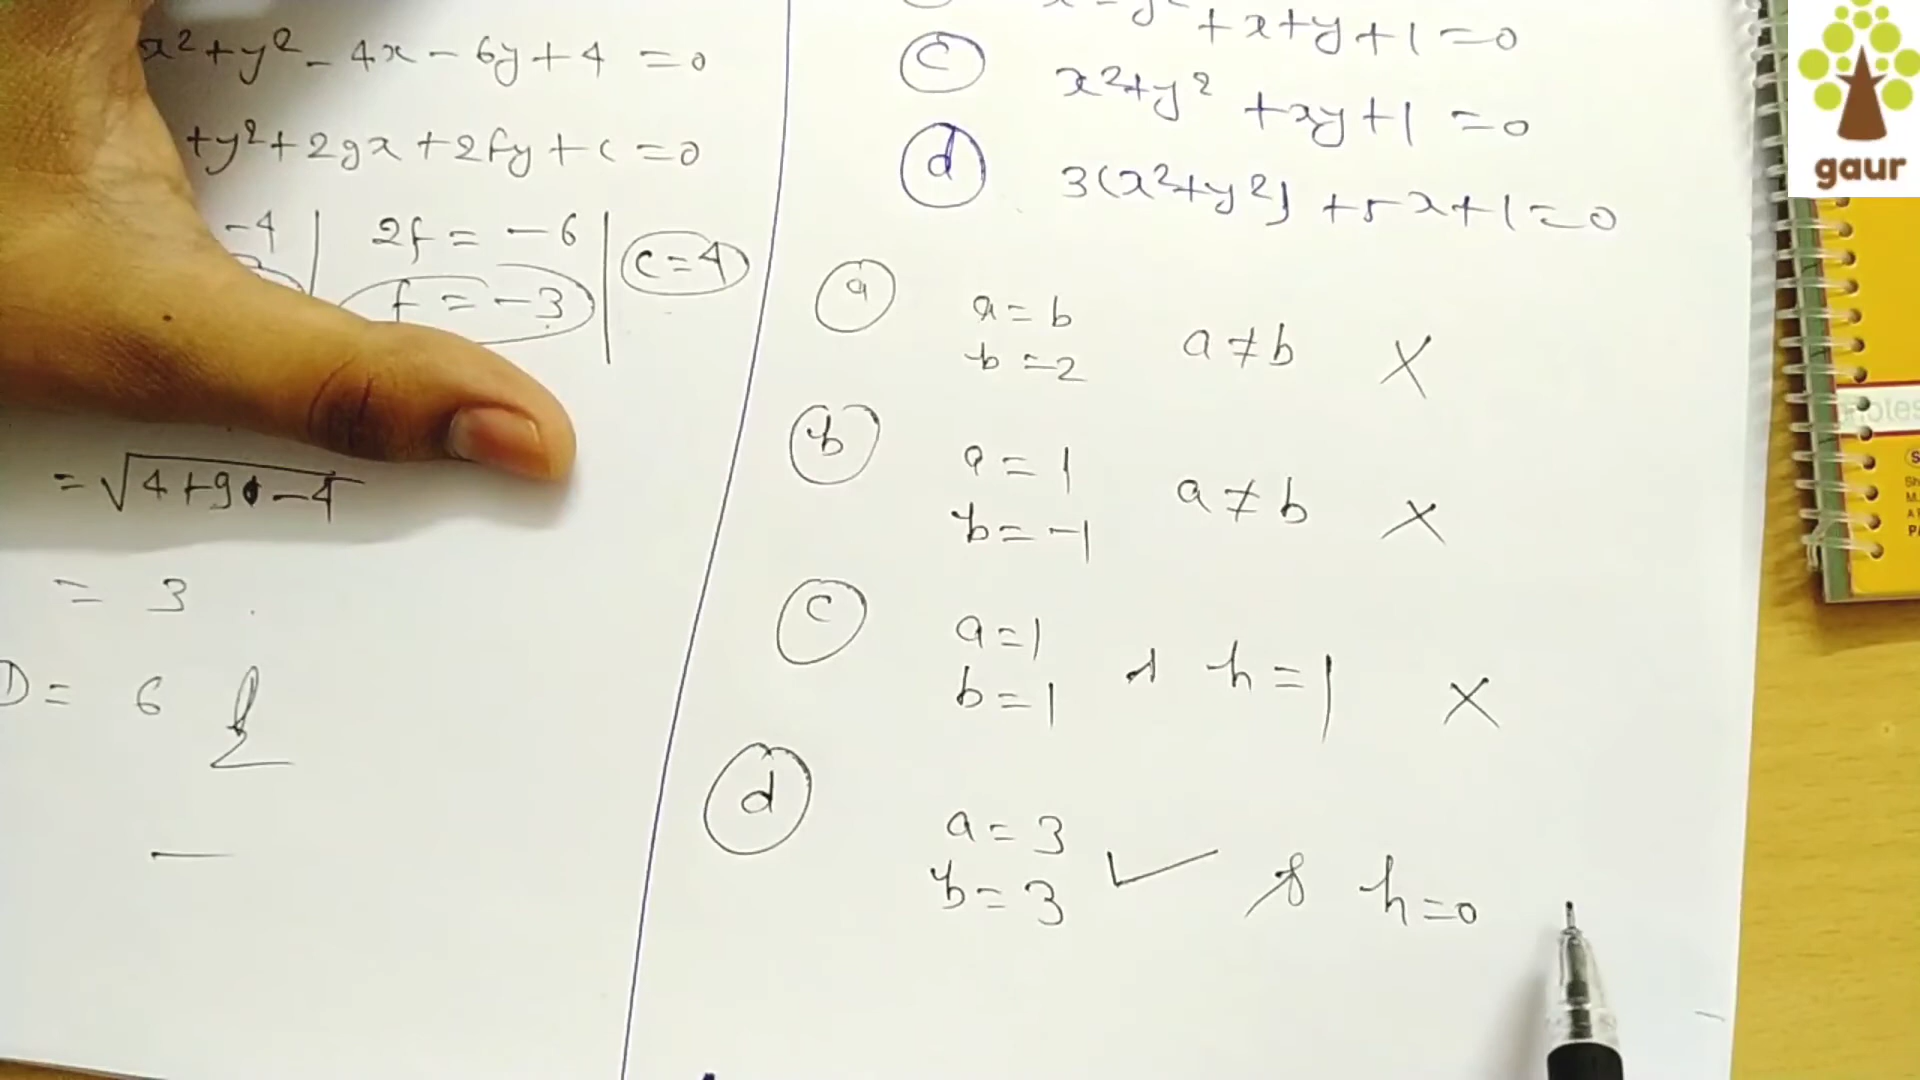 x²+y²-4x-6y+4=0
+y²+2gx+2fy+c=0
-4 | 2f=-6 | c=4
f=-3
=√4+9-4
= 3
D= 6
+x+y+1=0
c x²+y²+xy+1=0
d 3(x²+y²)+5x+1=0
a a=b a≠b X
b=2
b a=1 a≠b X
b=-1
c a=1 & h=1 X
b=1
d a=3 ✓ & h=0
b=3
gaur
notes